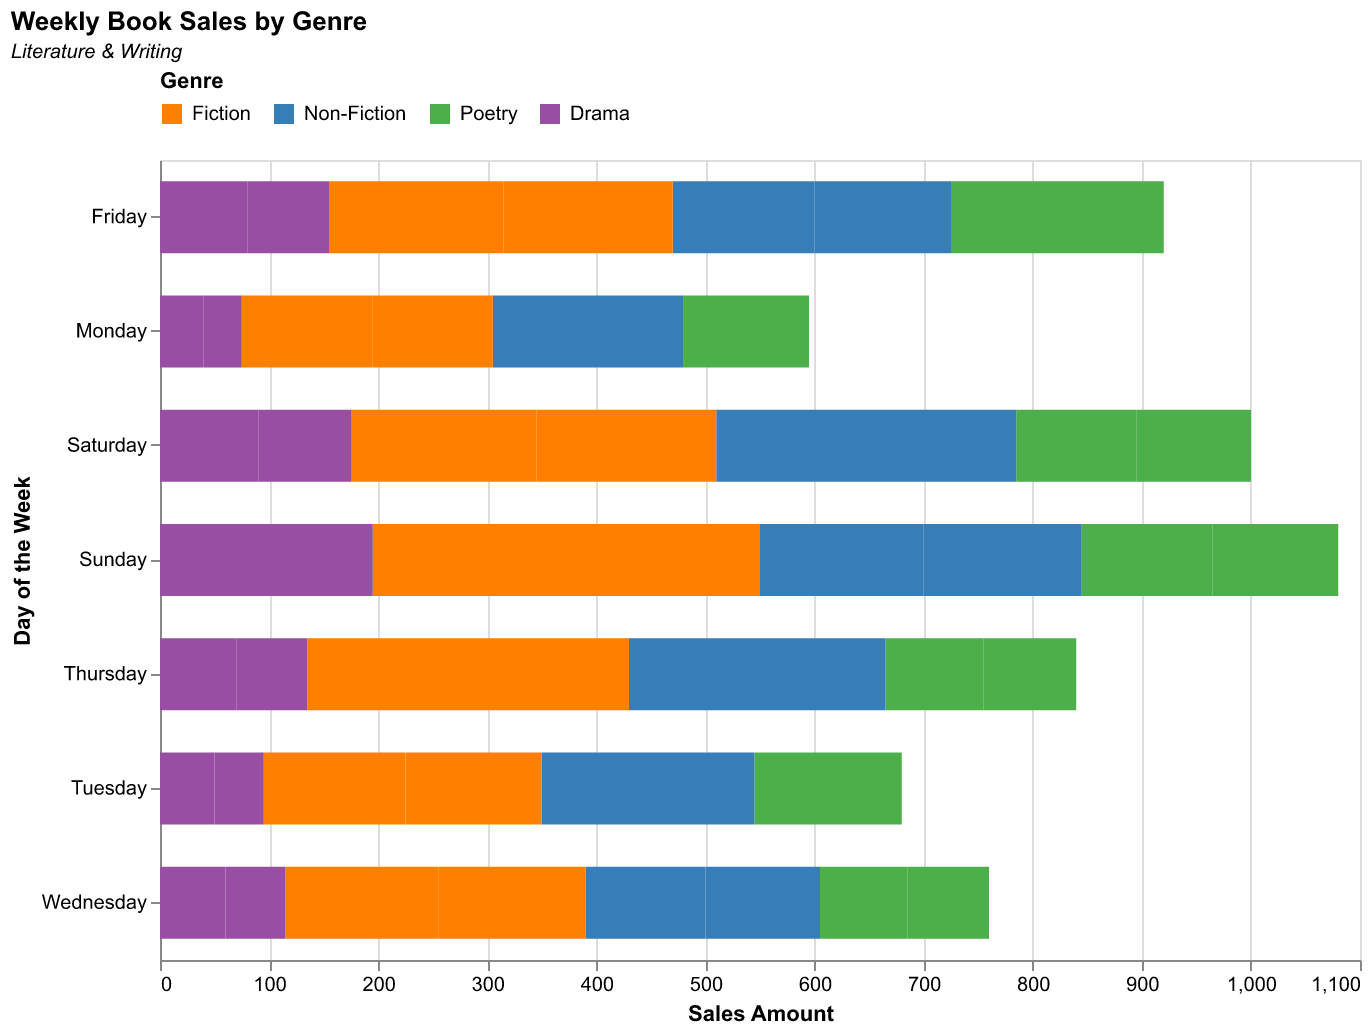 Weekly Book Sales by Genre
Literature & Writing
Genre
Fiction
Non-Fiction
Poetry
Drama
Friday
Monday
Saturday
Sunday
Thursday
Tuesday
Wednesday
Day of the Week
0 100 200 300 400 500 600 700 800 900 1,000 1,100
Sales Amount